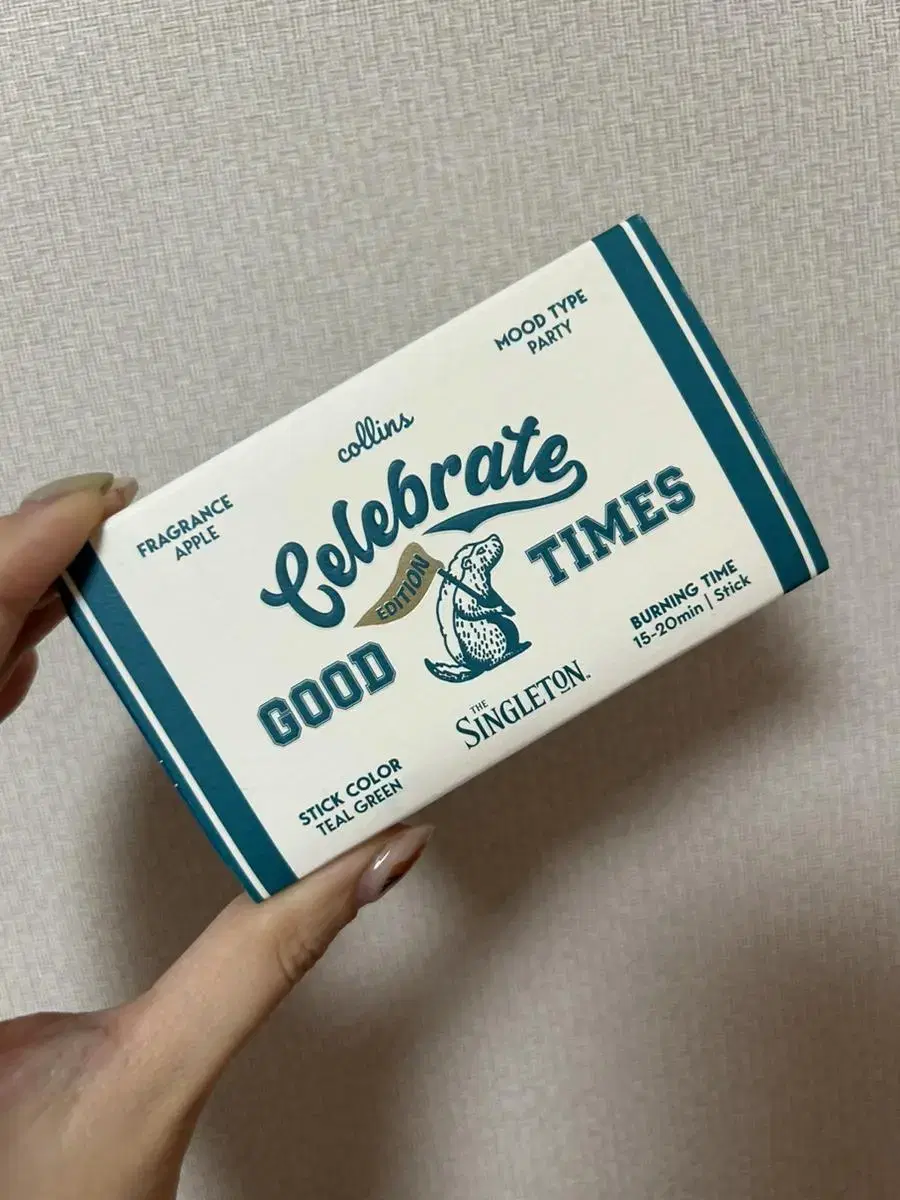 collins
MOOD TYPE
PARTY
FRAGRANCE
APPLE
Celebrate
EDITION
GOOD TIMES
THE
SINGLETON™
STICK COLOR
TEAL GREEN
BURNING TIME
15-20min | Stick